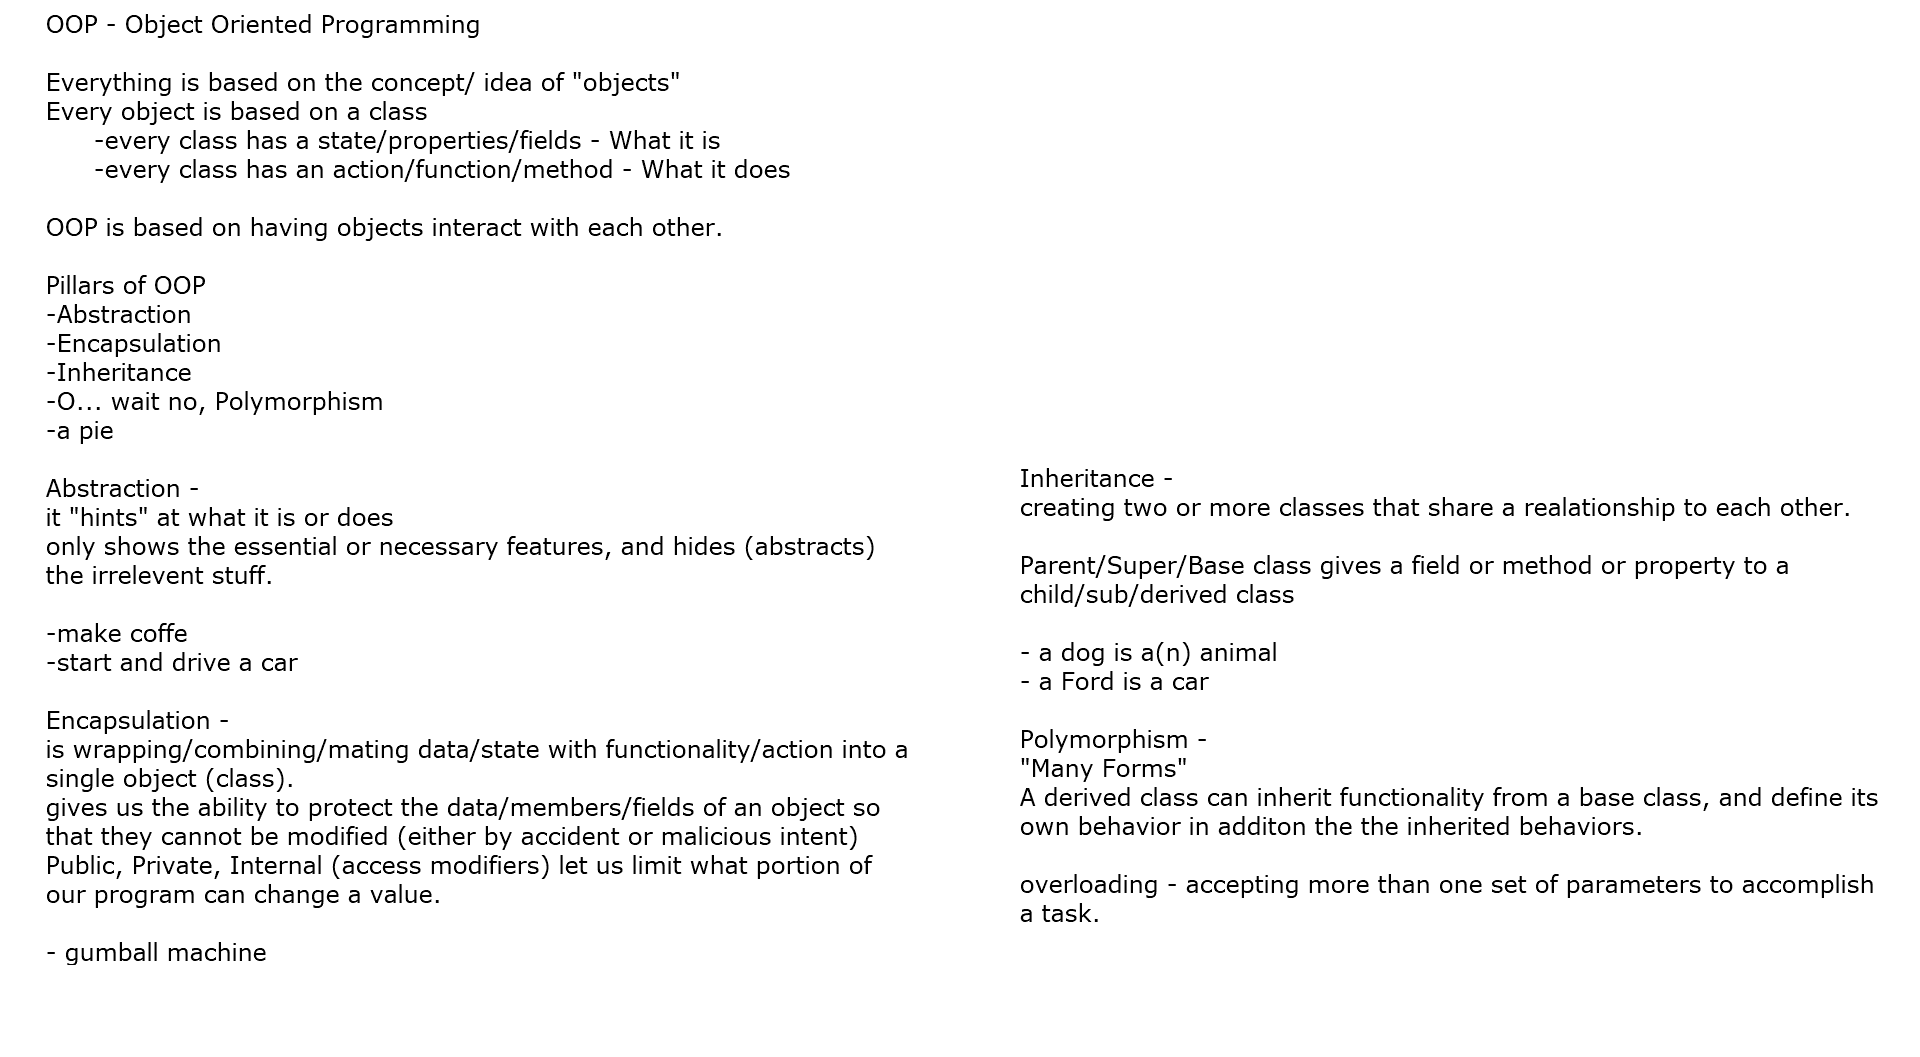 OOP - Object Oriented Programming
Everything is based on the concept/ idea of "objects"
Every object is based on a class
-every class has a state/properties/fields - What it is
-every class has an action/function/method - What it does
OOP is based on having objects interact with each other.
Pillars of OOP
-Abstraction
-Encapsulation
-Inheritance
-O... wait no, Polymorphism
-a pie
Abstraction -
it "hints" at what it is or does
only shows the essential or necessary features, and hides (abstracts)
the irrelevent stuff.
-make coffe
-start and drive a car
Encapsulation -
is wrapping/combining/mating data/state with functionality/action into a
single object (class).
gives us the ability to protect the data/members/fields of an object so
that they cannot be modified (either by accident or malicious intent)
Public, Private, Internal (access modifiers) let us limit what portion of
our program can change a value.
- gumball machine
Inheritance -
creating two or more classes that share a realationship to each other.
Parent/Super/Base class gives a field or method or property to a
child/sub/derived class
- a dog is a(n) animal
- a Ford is a car
Polymorphism -
"Many Forms"
A derived class can inherit functionality from a base class, and define its
own behavior in additon the the inherited behaviors.
overloading - accepting more than one set of parameters to accomplish
a task.